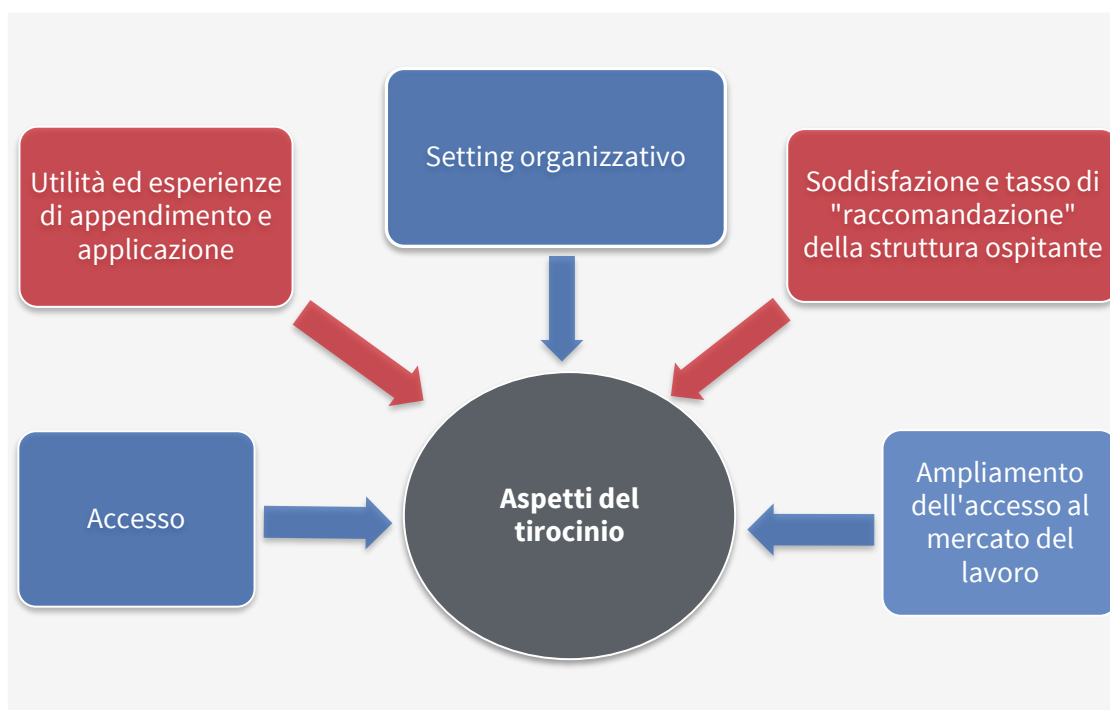 Setting organizzativo
Utilità ed esperienze
di appendimento e
applicazione
Soddisfazione e tasso di
"raccomandazione"
della struttura ospitante
Accesso
Aspetti del
tirocinio
Ampliamento
dell'accesso al
mercato del
lavoro